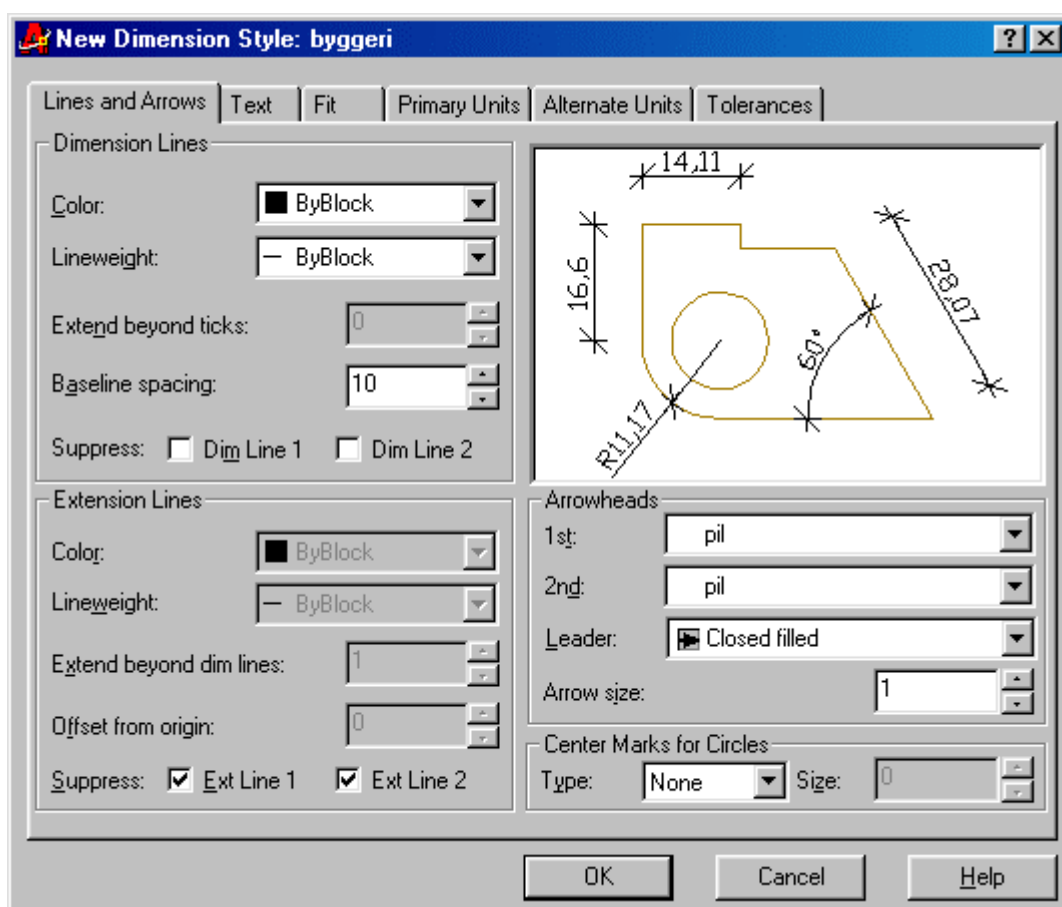 New Dimension Style: byggeri
Lines and Arrows Text Fit Primary Units Alternate Units Tolerances
Dimension Lines
Color: ByBlock
Lineweight: ByBlock
Extend beyond ticks: 0
Baseline spacing: 10
Suppress: Dim Line 1 Dim Line 2
14,11
16,6
28,07
60°
R11,17
Extension Lines
Color: ByBlock
Lineweight: ByBlock
Extend beyond dim lines: 1
Offset from origin: 0
Suppress: Ext Line 1 Ext Line 2
Arrowheads
1st: pil
2nd: pil
Leader: Closed filled
Arrow size: 1
Center Marks for Circles
Type: None Size: 0
OK Cancel Help